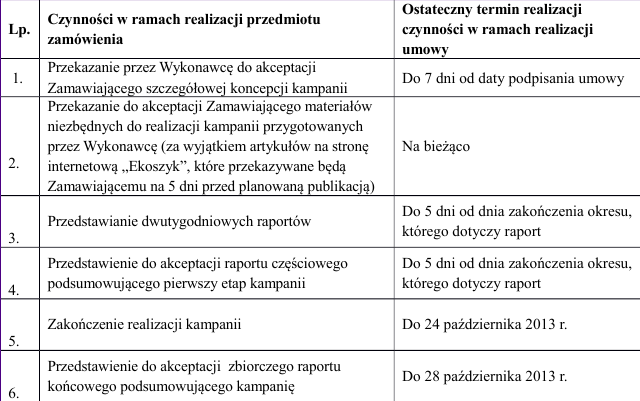 Lp.
Czynności w ramach realizacji przedmiotu
zamówienia
Ostateczny termin realizacji
czynności w ramach realizacji
umowy
1.
Przekazanie przez Wykonawcę do akceptacji
Zamawiającego szczegółowej koncepcji kampanii
Do 7 dni od daty podpisania umowy
2.
Przekazanie do akceptacji Zamawiającego materiałów
niezbędnych do realizacji kampanii przygotowanych
przez Wykonawcę (za wyjątkiem artykułów na stronę
internetową „Ekoszyk”, które przekazywane będą
Zamawiającemu na 5 dni przed planowaną publikacją)
Na bieżąco
3.
Przedstawianie dwutygodniowych raportów
Do 5 dni od dnia zakończenia okresu,
którego dotyczy raport
4.
Przedstawienie do akceptacji raportu częściowego
podsumowującego pierwszy etap kampanii
Do 5 dni od dnia zakończenia okresu,
którego dotyczy raport
5.
Zakończenie realizacji kampanii
Do 24 października 2013 r.
6.
Przedstawienie do akceptacji  zbiorczego raportu
końcowego podsumowującego kampanię
Do 28 października 2013 r.